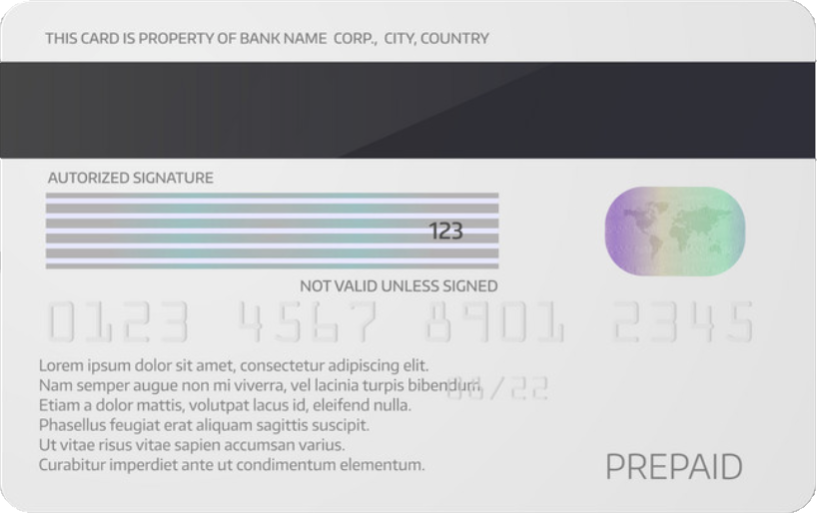 THIS CARD IS PROPERTY OF BANK NAME CORP., CITY, COUNTRY
AUTORIZED SIGNATURE
123
NOT VALID UNLESS SIGNED
0123 4567 8901 2345
Lorem ipsum dolor sit amet, consectetur adipiscing elit.
Nam semper augue non mi viverra, vel lacinia turpis bibendum.
06/22
Etiam a dolor mattis, volutpat lacus id, eleifend nulla.
Phasellus feugiat erat aliquam sagittis suscipit.
Ut vitae risus vitae sapien accumsan varius.
Curabitur imperdiet ante ut condimentum elementum.
PREPAID